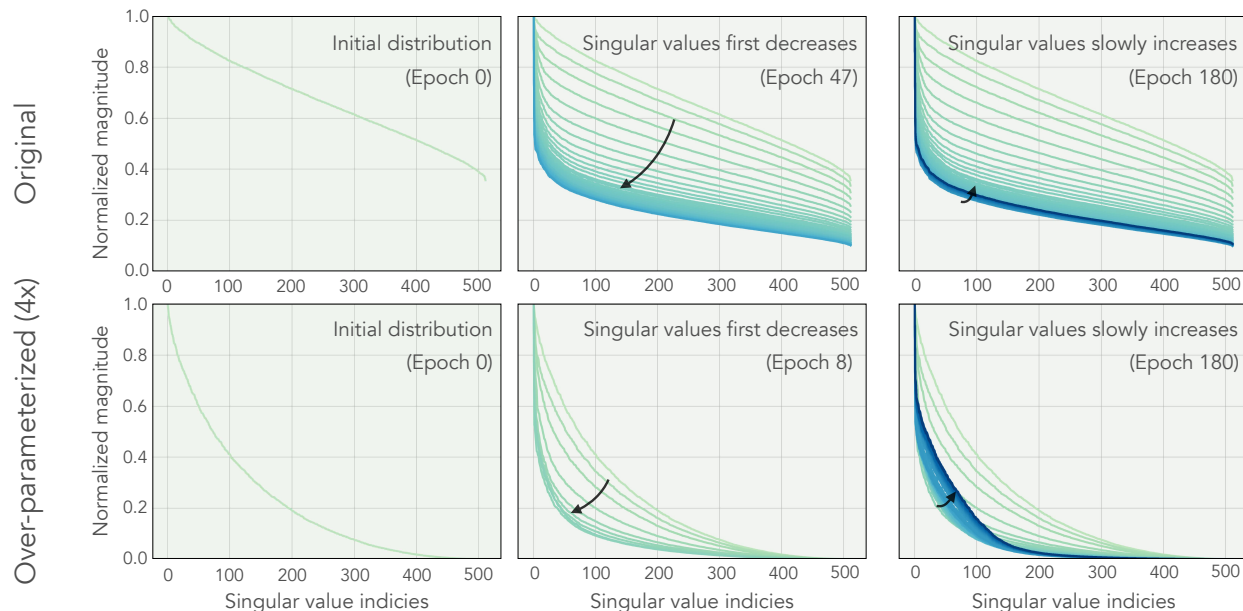 Original
Normalized magnitude
1.0
0.8
0.6
0.4
0.2
0.0
Initial distribution
(Epoch 0)
0 100 200 300 400 500
Singular values first decreases
(Epoch 47)
0 100 200 300 400 500
Singular values slowly increases
(Epoch 180)
0 100 200 300 400 500
Over-parameterized (4x)
Normalized magnitude
1.0
0.8
0.6
0.4
0.2
0.0
Initial distribution
(Epoch 0)
0 100 200 300 400 500
Singular value indicies
Singular values first decreases
(Epoch 8)
0 100 200 300 400 500
Singular value indicies
Singular values slowly increases
(Epoch 180)
0 100 200 300 400 500
Singular value indicies